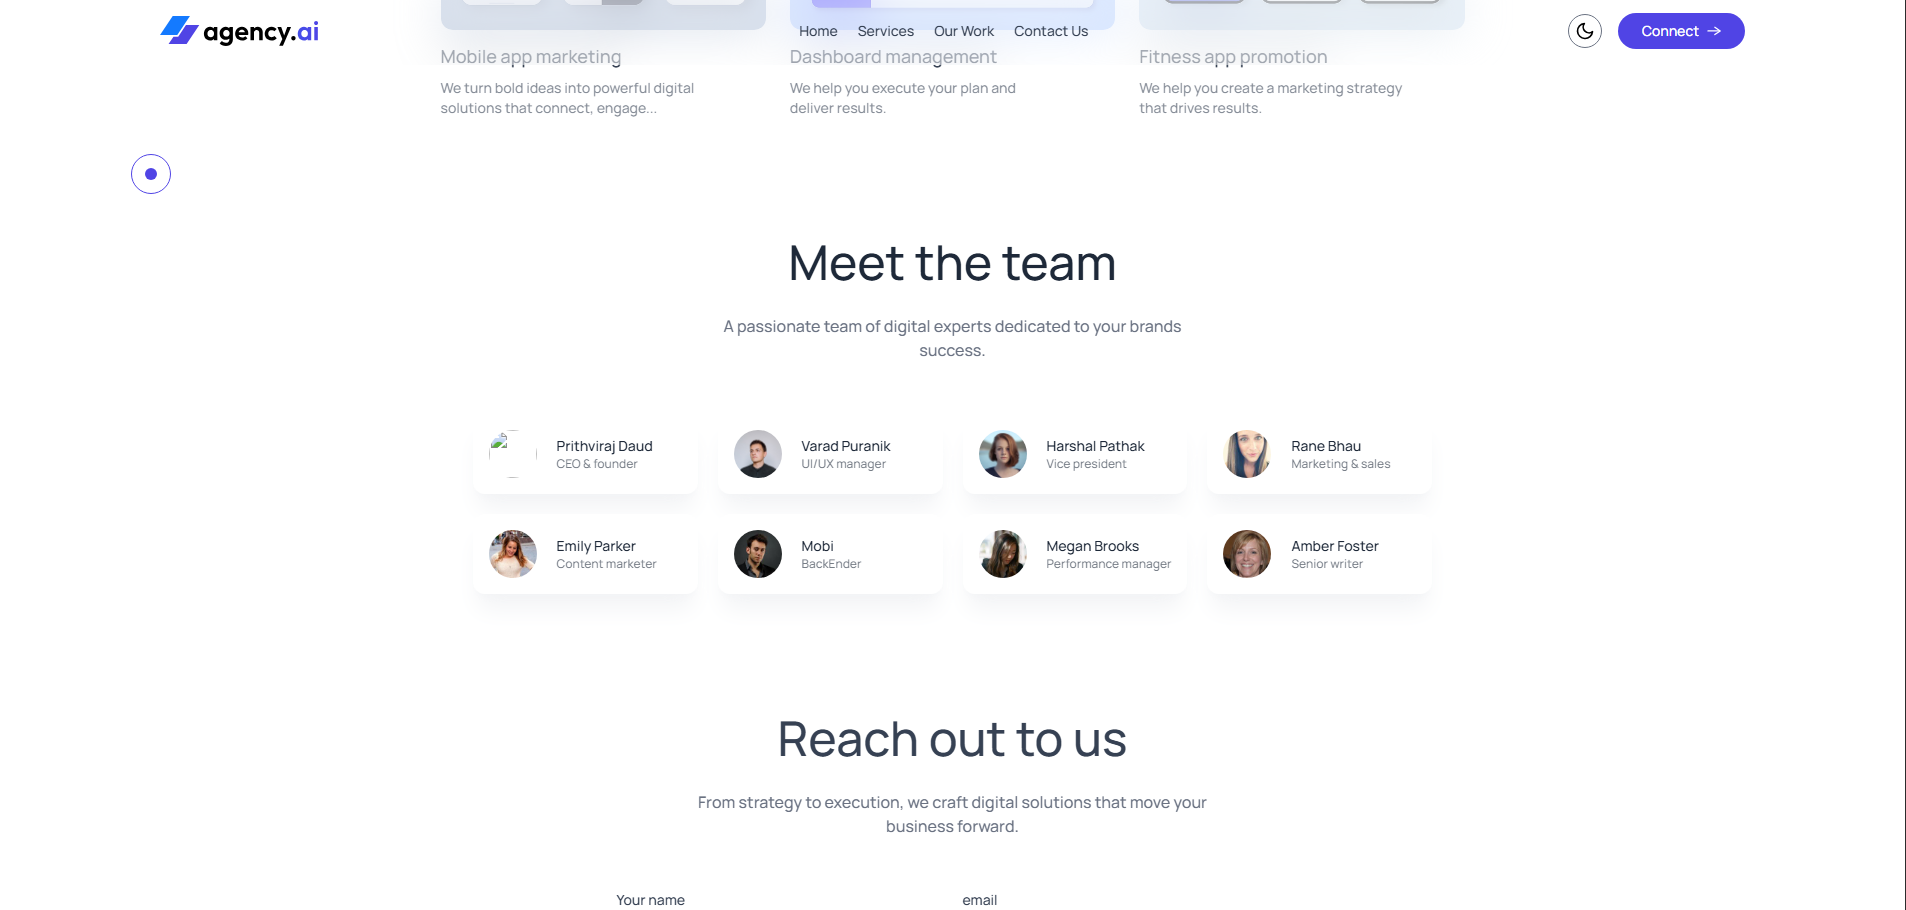 agency.ai
Home Services Our Work Contact Us
Connect
Mobile app marketing
We turn bold ideas into powerful digital
solutions that connect, engage...
Dashboard management
We help you execute your plan and
deliver results.
Fitness app promotion
We help you create a marketing strategy
that drives results.
Meet the team
A passionate team of digital experts dedicated to your brands
success.
Prithviraj Daud
CEO & founder
Varad Puranik
UI/UX manager
Harshal Pathak
Vice president
Rane Bhau
Marketing & sales
Emily Parker
Content marketer
Mobi
BackEnder
Megan Brooks
Performance manager
Amber Foster
Senior writer
Reach out to us
From strategy to execution, we craft digital solutions that move your
business forward.
Your name
email